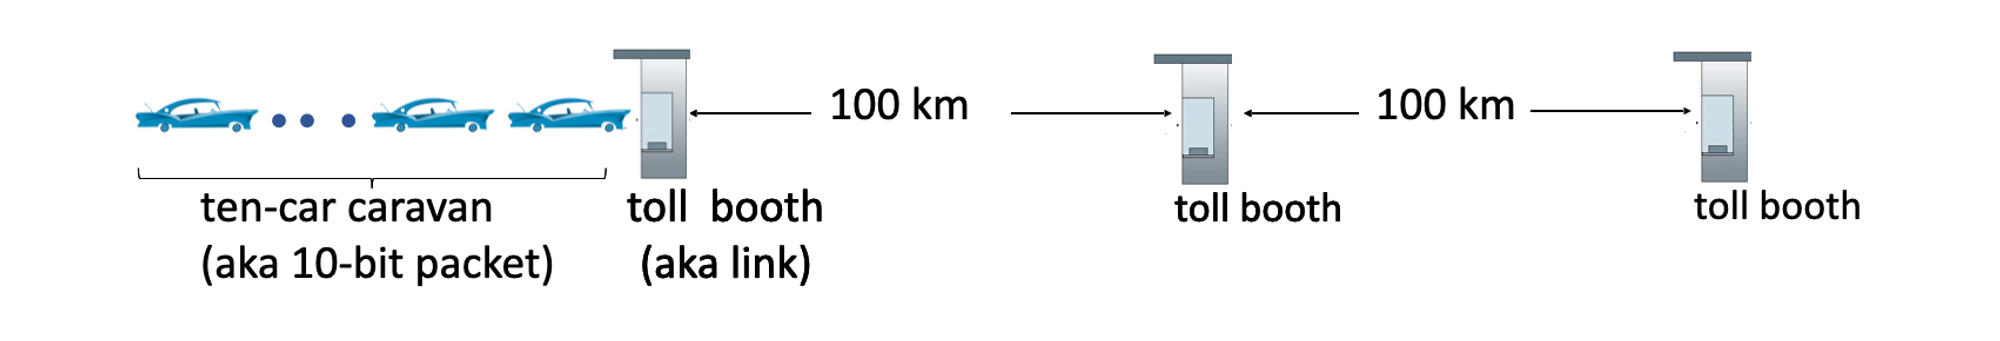 100 km
100 km
ten-car caravan
(aka 10-bit packet)
toll booth
(aka link)
toll booth
toll booth